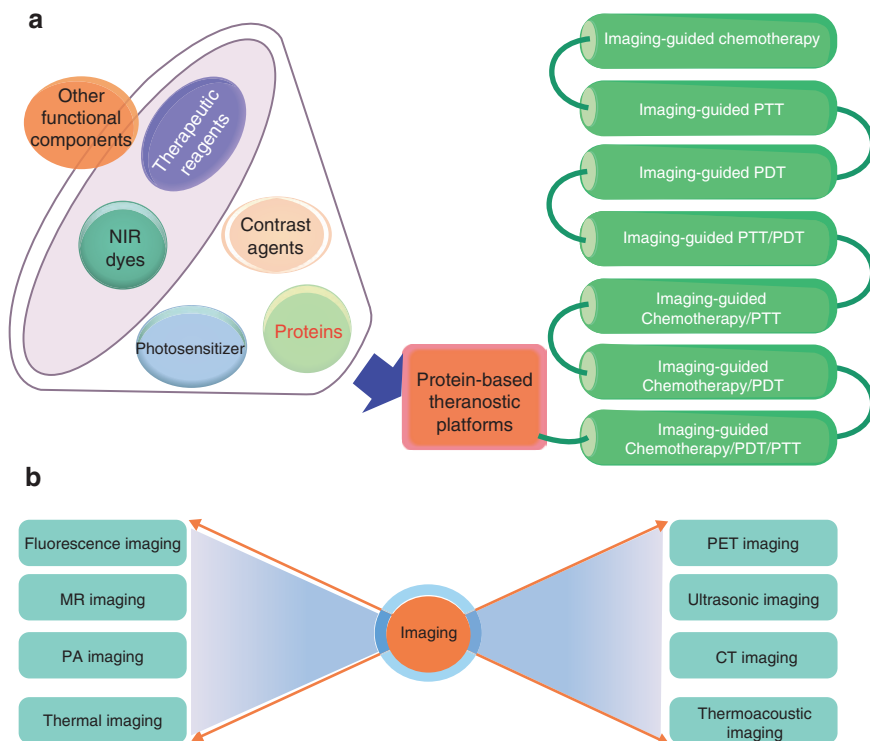 a
Other
functional
components
Therapeutic
reagents
NIR
dyes
Contrast
agents
Photosensitizer
Proteins
Protein-based
theranostic
platforms
Imaging-guided chemotherapy
Imaging-guided PTT
Imaging-guided PDT
Imaging-guided PTT/PDT
Imaging-guided
Chemotherapy/PTT
Imaging-guided
Chemotherapy/PDT
Imaging-guided
Chemotherapy/PDT/PTT
b
Fluorescence imaging
MR imaging
PA imaging
Thermal imaging
Imaging
PET imaging
Ultrasonic imaging
CT imaging
Thermoacoustic
imaging